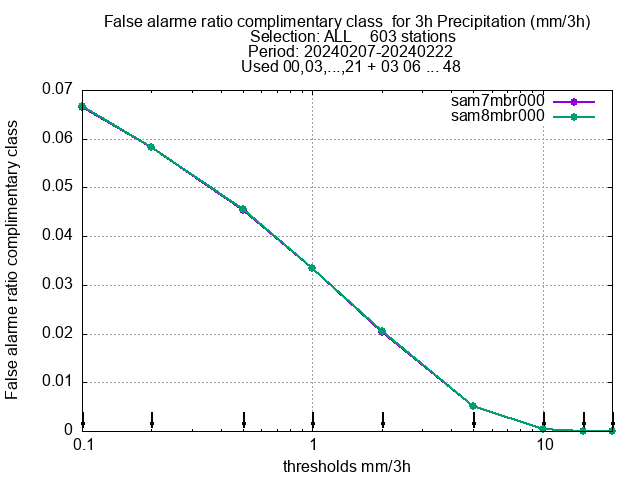 False alarme ratio complimentary class  for 3h Precipitation (mm/3h)
Selection: ALL    603 stations
Period: 20240207-20240222
Used 00,03,...,21 + 03 06 ... 48
sam7mbr000
sam8mbr000
False alarme ratio complimentary class
0.07
0.06
0.05
0.04
0.03
0.02
0.01
0
0.1 1 10
thresholds mm/3h